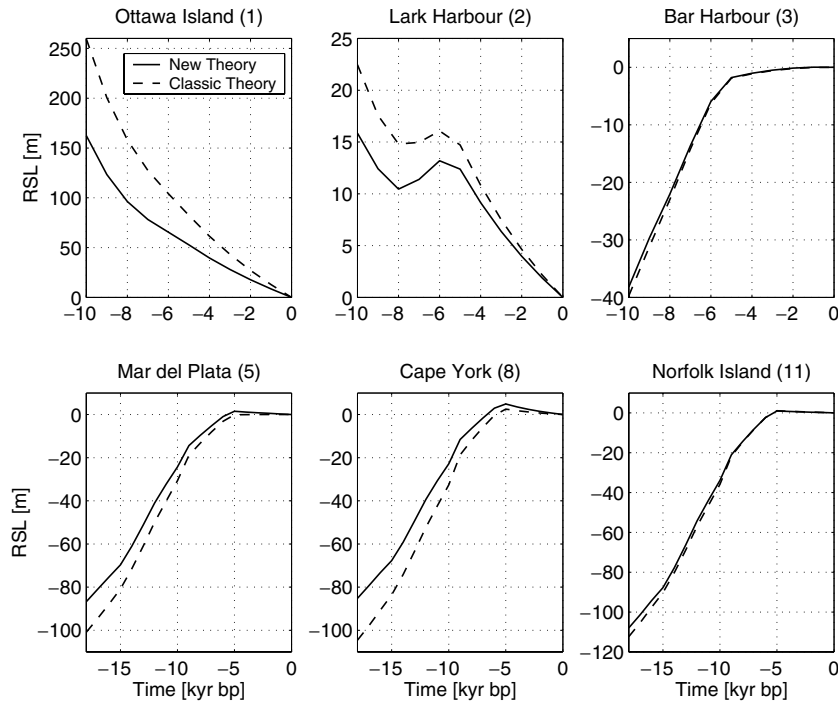 Ottawa Island (1)
Lark Harbour (2)
Bar Harbour (3)
RSL [m]
250
200
150
100
50
0
New Theory
Classic Theory
−10 −8 −6 −4 −2 0
25
20
15
10
5
0
−10 −8 −6 −4 −2 0
0
−10
−20
−30
−40
−10 −8 −6 −4 −2 0
Mar del Plata (5)
Cape York (8)
Norfolk Island (11)
RSL [m]
0
−20
−40
−60
−80
−100
−15 −10 −5 0
Time [kyr bp]
0
−20
−40
−60
−80
−100
−15 −10 −5 0
Time [kyr bp]
0
−20
−40
−60
−80
−100
−120
−15 −10 −5 0
Time [kyr bp]